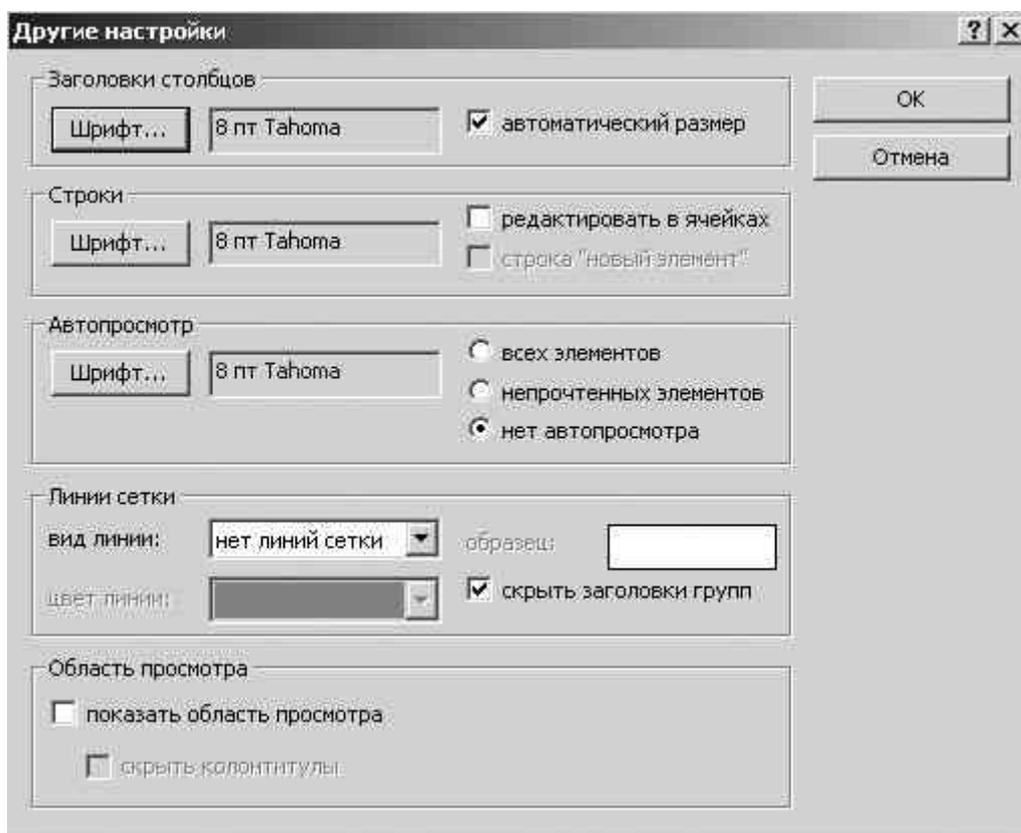 Другие настройки
Заголовки столбцов
Шрифт... 8 пт Tahoma автоматический размер
OK
Отмена
Строки
Шрифт... 8 пт Tahoma редактировать в ячейках
строка "новый элемент"
Автопросмотр
Шрифт... 8 пт Tahoma всех элементов
непрочтенных элементов
нет автопросмотра
Линии сетки
вид линии: нет линий сетки образец:
цвет линии: скрыть заголовки групп
Область просмотра
показать область просмотра
скрыть колонтитулы